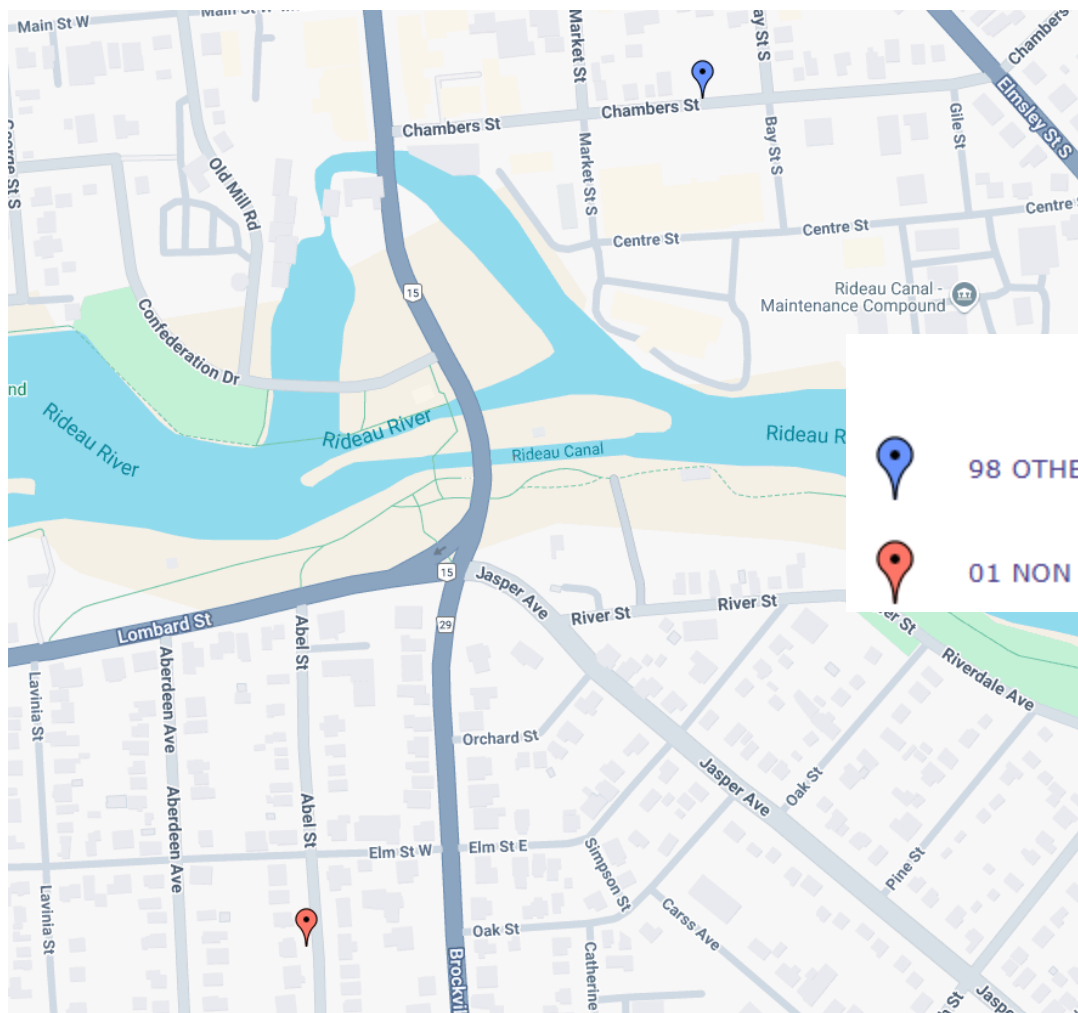 Main St W
Market St
Chambers
Chambers St
Elmsley St S
Chambers St
Market St S
Bay St S
Gile St
Old Mill Rd
Centre St
Centre St
Centre
15
Rideau Canal -
Maintenance Compound
Confederation Dr
nd
Rideau River
Rideau River
Rideau Canal
Rideau R
98 OTHE
01 NON
15
Jasper Ave
29
Lombard St
River St
River St
Riverdale Ave
Lavinia St
Aberdeen Ave
Abel St
Orchard St
Jasper Ave
Oak St
Aberdeen Ave
Abel St
Elm St W
Elm St E
Simpson St
Pine St
Lavinia St
Oak St
Carss Ave
Catherine
Brockvil